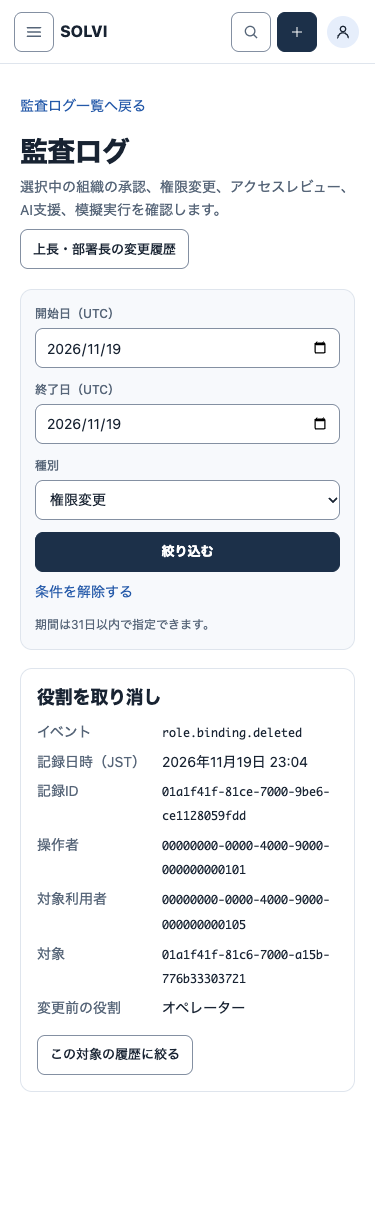 SOLVI
監査ログ一覧へ戻る
監査ログ
選択中の組織の承認、権限変更、アクセスレビュー、
AI支援、模擬実行を確認します。
上長・部署長の変更履歴
開始日（UTC）
2026/11/19
終了日（UTC）
2026/11/19
種別
権限変更
絞り込む
条件を解除する
期間は31日以内で指定できます。
役割を取り消し
イベント role.binding.deleted
記録日時（JST） 2026年11月19日 23:04
記録ID 01a1f41f-81ce-7000-9be6-
ce1128059fdd
操作者 00000000-0000-4000-9000-
000000000101
対象利用者 00000000-0000-4000-9000-
000000000105
対象 01a1f41f-81c6-7000-a15b-
776b33303721
変更前の役割 オペレーター
この対象の履歴に絞る